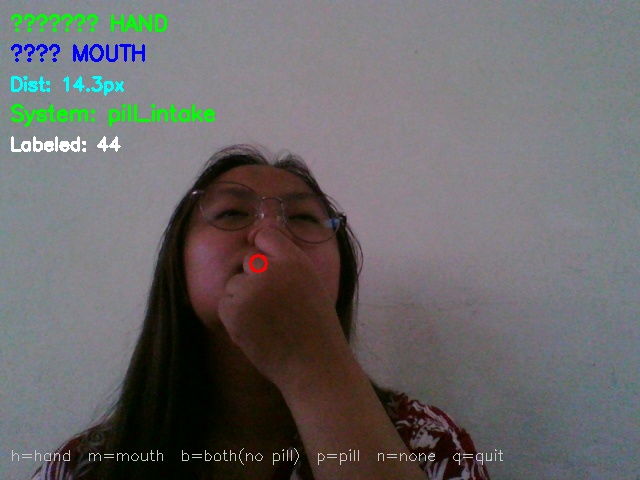 ??????? HAND
???? MOUTH
Dist: 14.3px
System: pill_intake
Labeled: 44
h=hand m=mouth b=both(no pill) p=pill n=none q=quit